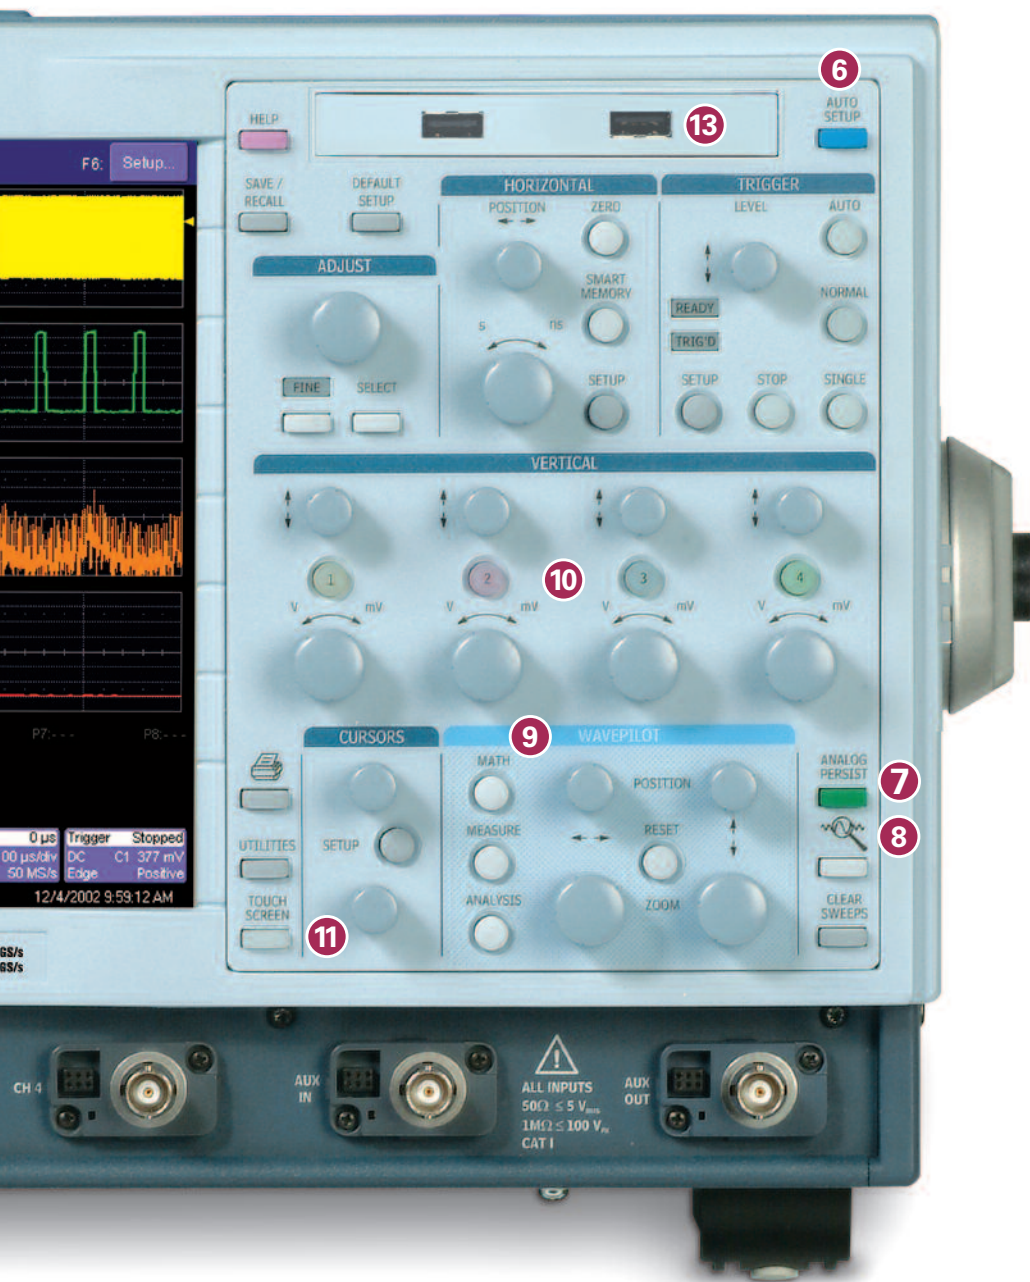 6
AUTO
SETUP
HELP
13
F6: Setup...
SAVE /
RECALL
DEFAULT
SETUP
HORIZONTAL
POSITION
ZERO
SMART
MEMORY
S
ns
SETUP
TRIGGER
LEVEL
AUTO
NORMAL
READY
TRIG'D
SETUP
STOP
SINGLE
ADJUST
FINE
SELECT
VERTICAL
1
2
10
3
4
V mV
V mV
V mV
V mV
CURSORS
SETUP
9
WAVEPILOT
MATH
MEASURE
ANALYSIS
POSITION
RESET
ZOOM
ANALOG
PERSIST
7
8
CLEAR
SWEEPS
UTILITIES
TOUCH
SCREEN
11
P7:- - -
P8:- - -
0 µs
00 µs/div
50 MS/s
Trigger Stopped
DC C1 377 mV
Edge Positive
12/4/2002 9:59:12 AM
GS/s
GS/s
CH 4
AUX
IN
ALL INPUTS
50Ω ≤ 5 V
1MΩ ≤ 100 V
CAT I
AUX
OUT